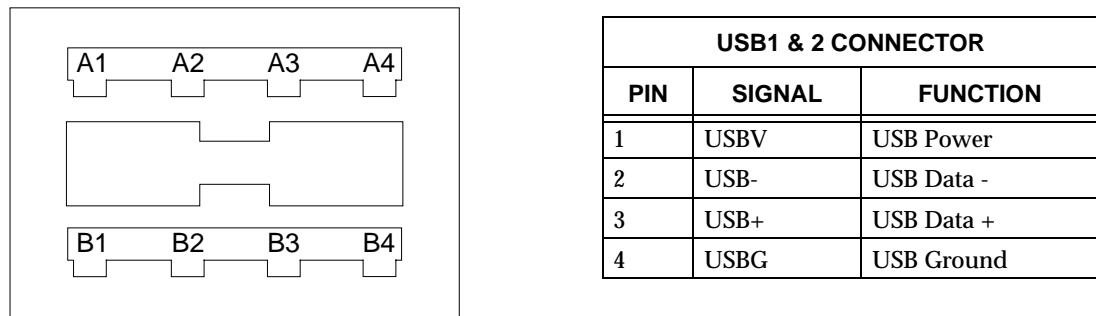 A1 A2 A3 A4
B1 B2 B3 B4
USB1 & 2 CONNECTOR
PIN SIGNAL FUNCTION
1 USBV USB Power
2 USB- USB Data -
3 USB+ USB Data +
4 USBG USB Ground